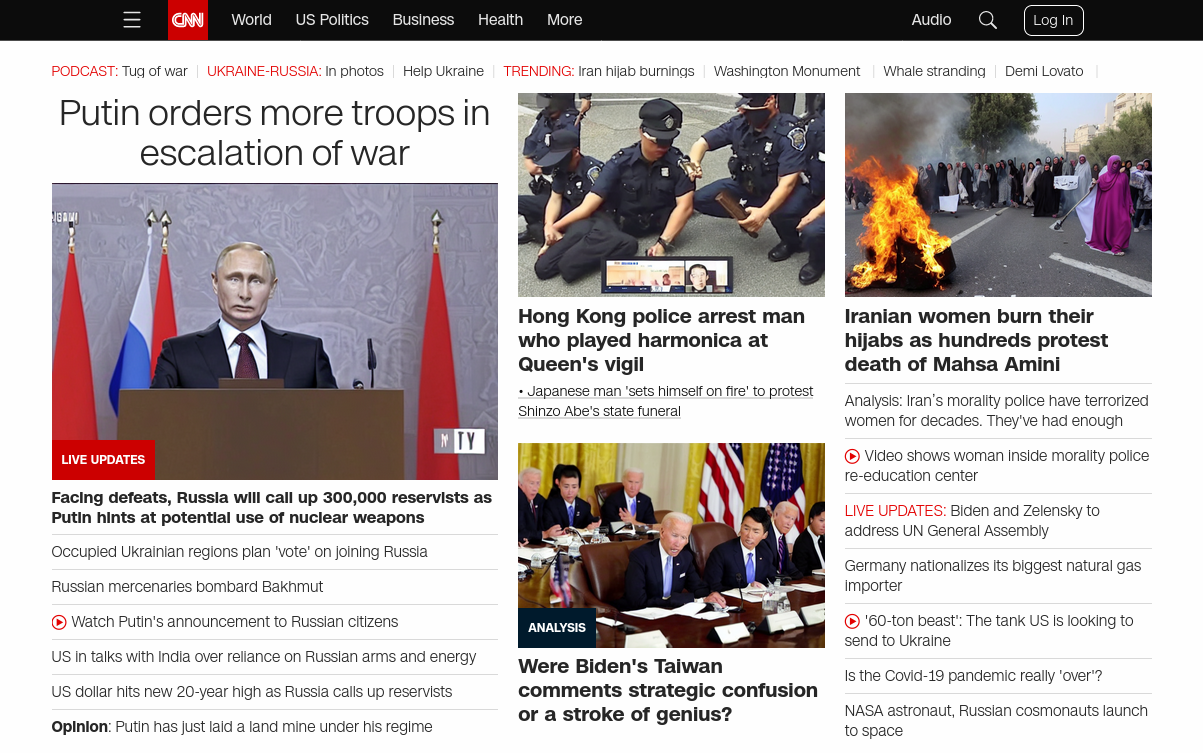 CNN World US Politics Business Health More Audio Log In
PODCAST: Tug of war UKRAINE-RUSSIA: In photos Help Ukraine TRENDING: Iran hijab burnings Washington Monument Whale stranding Demi Lovato
Putin orders more troops in
escalation of war
LIVE UPDATES
Facing defeats, Russia will call up 300,000 reservists as
Putin hints at potential use of nuclear weapons
Occupied Ukrainian regions plan 'vote' on joining Russia
Russian mercenaries bombard Bakhmut
Watch Putin's announcement to Russian citizens
US in talks with India over reliance on Russian arms and energy
US dollar hits new 20-year high as Russia calls up reservists
Opinion: Putin has just laid a land mine under his regime
Hong Kong police arrest man
who played harmonica at
Queen's vigil
• Japanese man 'sets himself on fire' to protest
Shinzo Abe's state funeral
ANALYSIS
Were Biden's Taiwan
comments strategic confusion
or a stroke of genius?
Iranian women burn their
hijabs as hundreds protest
death of Mahsa Amini
Analysis: Iran's morality police have terrorized
women for decades. They've had enough
Video shows woman inside morality police
re-education center
LIVE UPDATES: Biden and Zelensky to
address UN General Assembly
Germany nationalizes its biggest natural gas
importer
'60-ton beast': The tank US is looking to
send to Ukraine
Is the Covid-19 pandemic really 'over'?
NASA astronaut, Russian cosmonauts launch
to space